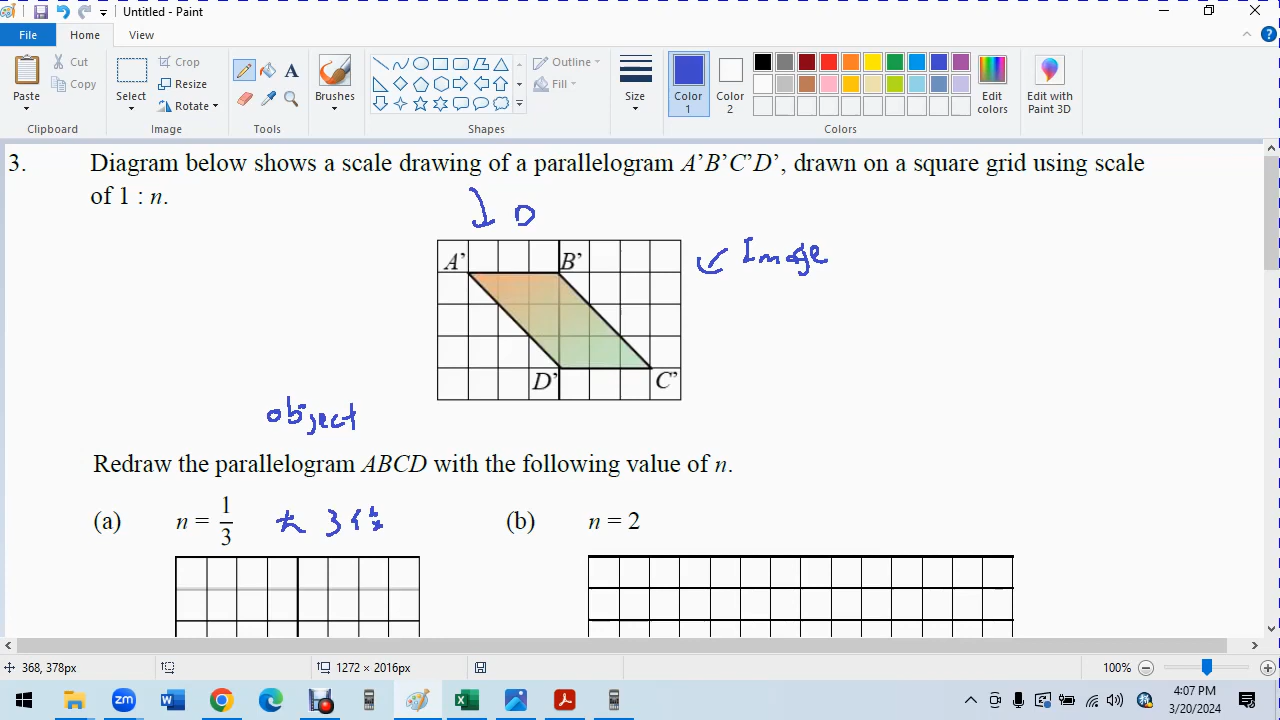 Untitled - Paint
File
Home
View
Paste
Cut
Copy
Clipboard
Select
Crop
Resize
Rotate
Image
A
Tools
Brushes
Outline
Fill
Shapes
Size
Color 1
Color 2
Edit colors
Edit with Paint 3D
Colors
3. Diagram below shows a scale drawing of a parallelogram A’B’C’D’, drawn on a square grid using scale
of 1 : n.
D
Image
A’ B’
D’ C’
object
Redraw the parallelogram ABCD with the following value of n.
(a) n = 1/3
(b) n = 2
368, 378px
1272 × 2016px
100%
4:07 PM
3/20/2024